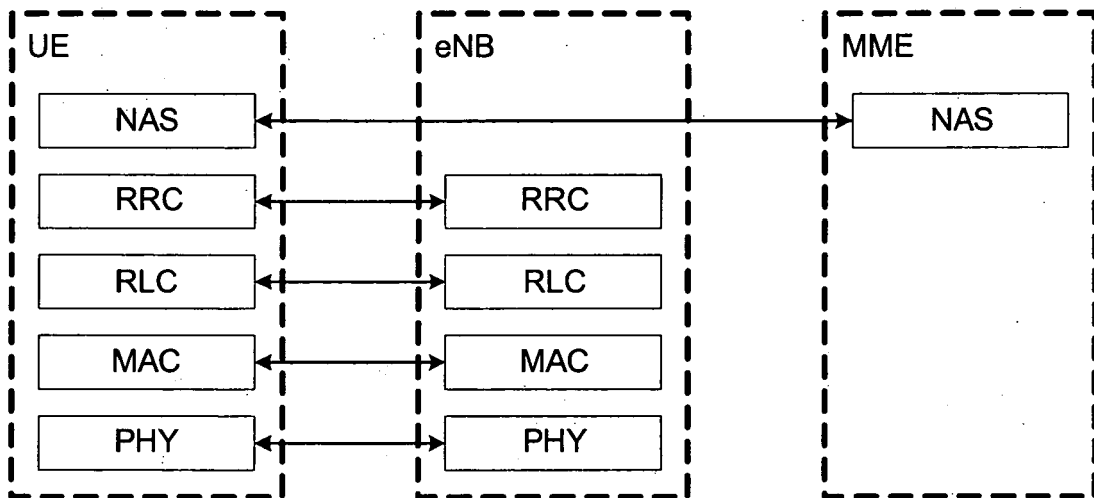 UE eNB MME
NAS NAS
RRC RRC
RLC RLC
MAC MAC
PHY PHY